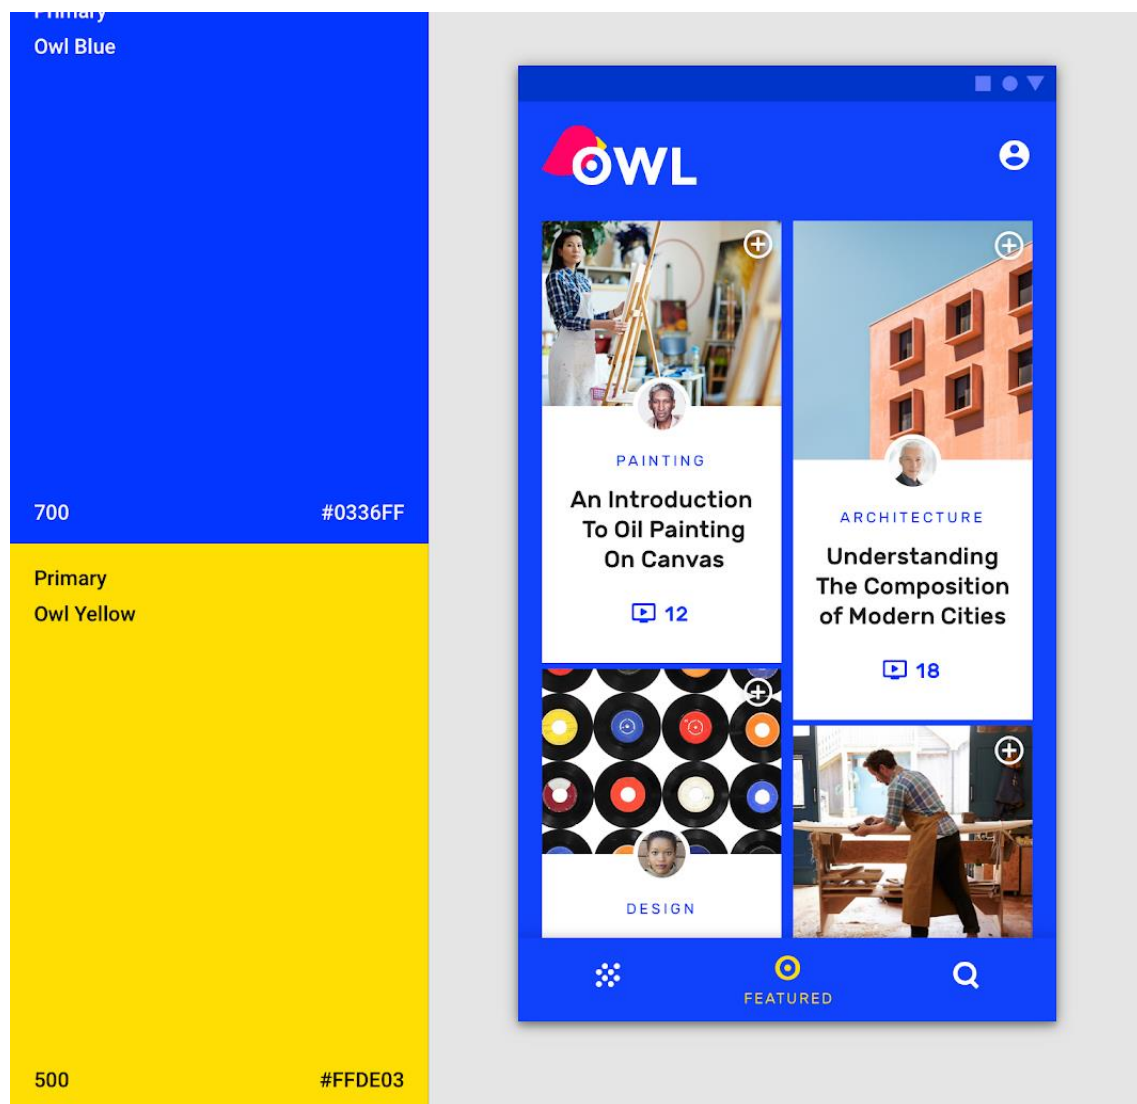 Primary
Owl Blue
700 #0336FF
Primary
Owl Yellow
500 #FFDE03
OWL
PAINTING
An Introduction
To Oil Painting
On Canvas
12
ARCHITECTURE
Understanding
The Composition
of Modern Cities
18
DESIGN
FEATURED